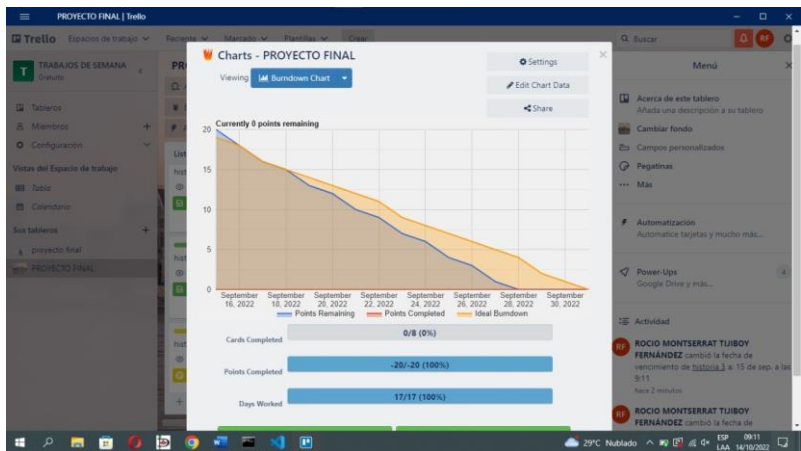 PROYECTO FINAL | Trello
Trello
Espacios de trabajo
Reciente
Marcado
Plantillas
Crear
Buscar
RF
T
TRABAJOS DE SEMANA
Gratuito
Tableros
Miembros
Configuración
Vistas del Espacio de trabajo
Tabla
Calendario
Sus tableros
proyecto final
PROYECTO FINAL
Charts - PROYECTO FINAL
Viewing
Burndown Chart
Settings
Edit Chart Data
Share
Currently 0 points remaining
20
15
10
5
0
September 16, 2022
September 18, 2022
September 20, 2022
September 22, 2022
September 24, 2022
September 26, 2022
September 28, 2022
September 30, 2022
Points Remaining
Points Completed
Ideal Burndown
Cards Completed
0/8 (0%)
Points Completed
-20/-20 (100%)
Days Worked
17/17 (100%)
Menú
Acerca de este tablero
Añada una descripción a su tablero
Cambiar fondo
Campos personalizados
Pegatinas
Más
Automatización
Automatice tarjetas y mucho más...
Power-Ups
4
Google Drive y más...
Actividad
RF
ROCIO MONTSERRAT TUIBOY
FERNÁNDEZ cambió la fecha de
vencimiento de historia 3 a: 15 de sep. a las
9:11
hace 2 minutos
RF
ROCIO MONTSERRAT TUIBOY
FERNÁNDEZ cambió la fecha de
29°C Nublado
ESP
LAA
09:11
14/10/2022